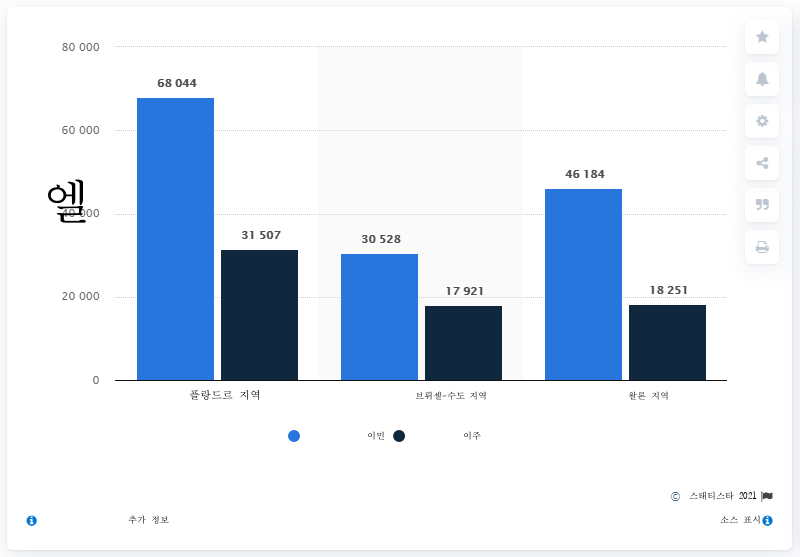 80 000
68 044
60 000
46 184
엘
40 000
31 507
30 528
20 000
17 921
18 251
0
플랑드르 지역
브뤼셀-수도 지역
왈론 지역
이민
이주
© 스태티스타 2021
추가 정보
소스 표시